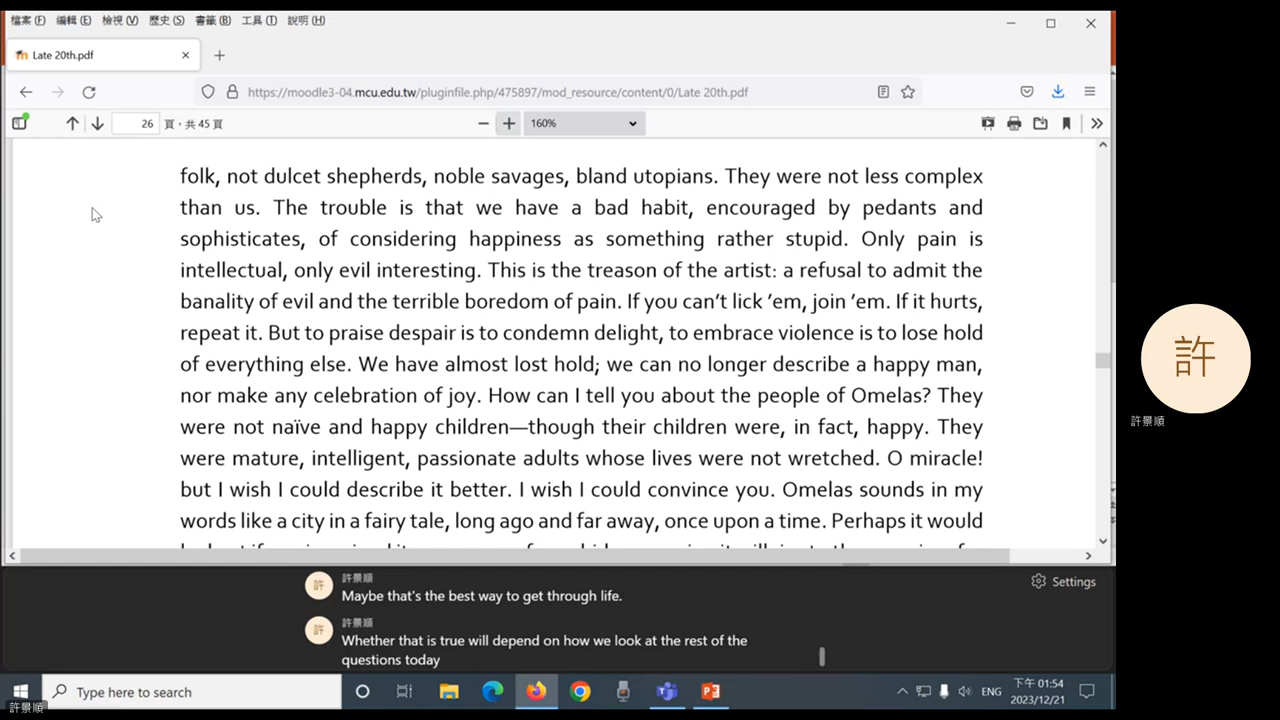 檔案(F) 編輯(E) 檢視(V) 歷史(S) 書籤(B) 工具(T) 說明(H)
Late 20th.pdf
https://moodle3-04.mcu.edu.tw/pluginfile.php/475897/mod_resource/content/0/Late 20th.pdf
26 頁，共 45 頁
160%
folk, not dulcet shepherds, noble savages, bland utopians. They were not less complex
than us. The trouble is that we have a bad habit, encouraged by pedants and
sophisticates, of considering happiness as something rather stupid. Only pain is
intellectual, only evil interesting. This is the treason of the artist: a refusal to admit the
banality of evil and the terrible boredom of pain. If you can’t lick ’em, join ’em. If it hurts,
repeat it. But to praise despair is to condemn delight, to embrace violence is to lose hold
of everything else. We have almost lost hold; we can no longer describe a happy man,
nor make any celebration of joy. How can I tell you about the people of Omelas? They
were not naïve and happy children—though their children were, in fact, happy. They
were mature, intelligent, passionate adults whose lives were not wretched. O miracle!
but I wish I could describe it better. I wish I could convince you. Omelas sounds in my
words like a city in a fairy tale, long ago and far away, once upon a time. Perhaps it would
許
許景順
許
許景順
Maybe that's the best way to get through life.
Settings
許
許景順
Whether that is true will depend on how we look at the rest of the
questions today
Type here to search
ENG
下午 01:54
2023/12/21
許景順